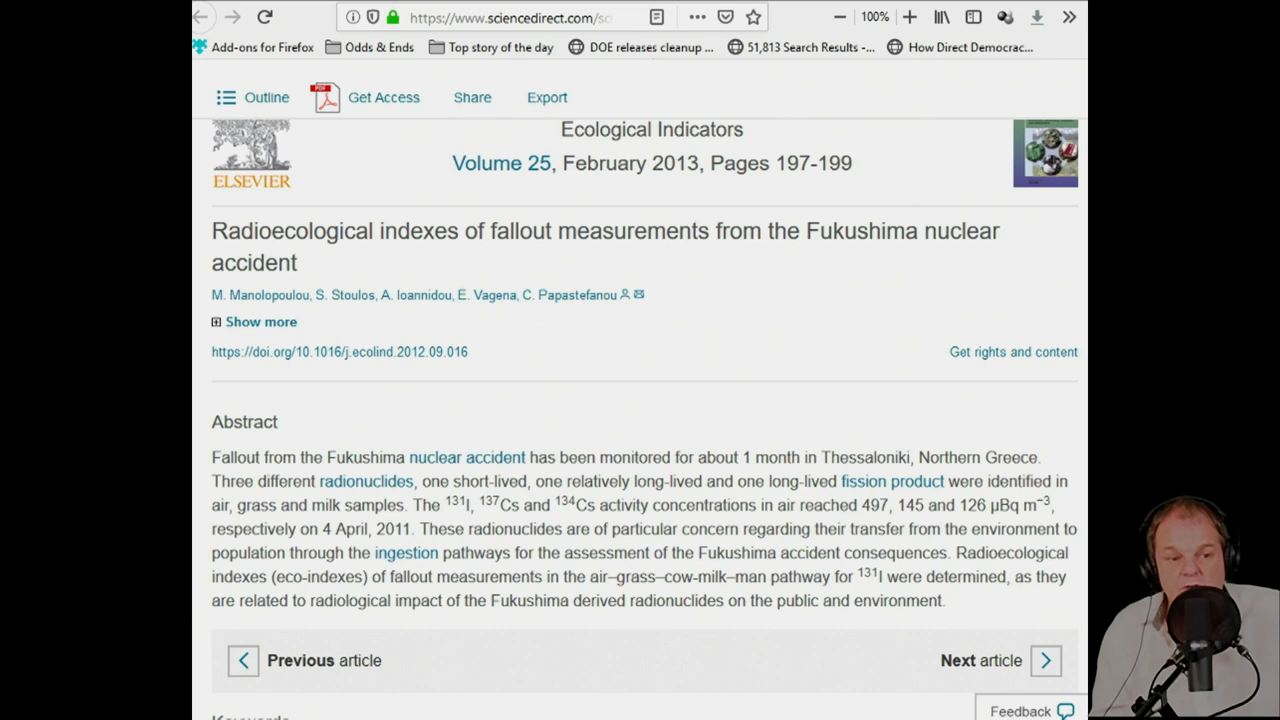 https://www.sciencedirect.com/sc
100%
Add-ons for Firefox
Odds & Ends
Top story of the day
DOE releases cleanup ...
51,813 Search Results -...
How Direct Democrac...
Outline
PDF
Get Access
Share
Export
ELSEVIER
Ecological Indicators
Volume 25, February 2013, Pages 197-199
Radioecological indexes of fallout measurements from the Fukushima nuclear
accident
M. Manolopoulou, S. Stoulos, A. Ioannidou, E. Vagena, C. Papastefanou
Show more
https://doi.org/10.1016/j.ecolind.2012.09.016
Get rights and content
Abstract
Fallout from the Fukushima nuclear accident has been monitored for about 1 month in Thessaloniki, Northern Greece.
Three different radionuclides, one short-lived, one relatively long-lived and one long-lived fission product were identified in
air, grass and milk samples. The ¹³¹I, ¹³⁷Cs and ¹³⁴Cs activity concentrations in air reached 497, 145 and 126 μBq m⁻³,
respectively on 4 April, 2011. These radionuclides are of particular concern regarding their transfer from the environment to
population through the ingestion pathways for the assessment of the Fukushima accident consequences. Radioecological
indexes (eco-indexes) of fallout measurements in the air–grass–cow-milk–man pathway for ¹³¹I were determined, as they
are related to radiological impact of the Fukushima derived radionuclides on the public and environment.
Previous article
Next article
Keywords
Feedback